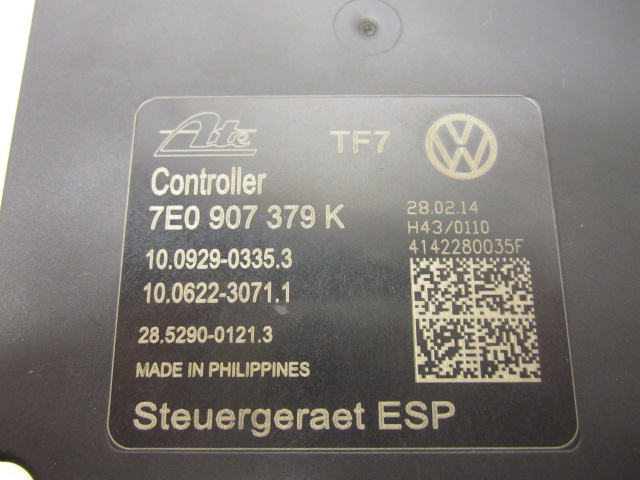 Ate TF7 VW
Controller
7E0 907 379 K
28.02.14
H43/0110
4142280035F
10.0929-0335.3
10.0622-3071.1
28.5290-0121.3
MADE IN PHILIPPINES
Steuergeraet ESP